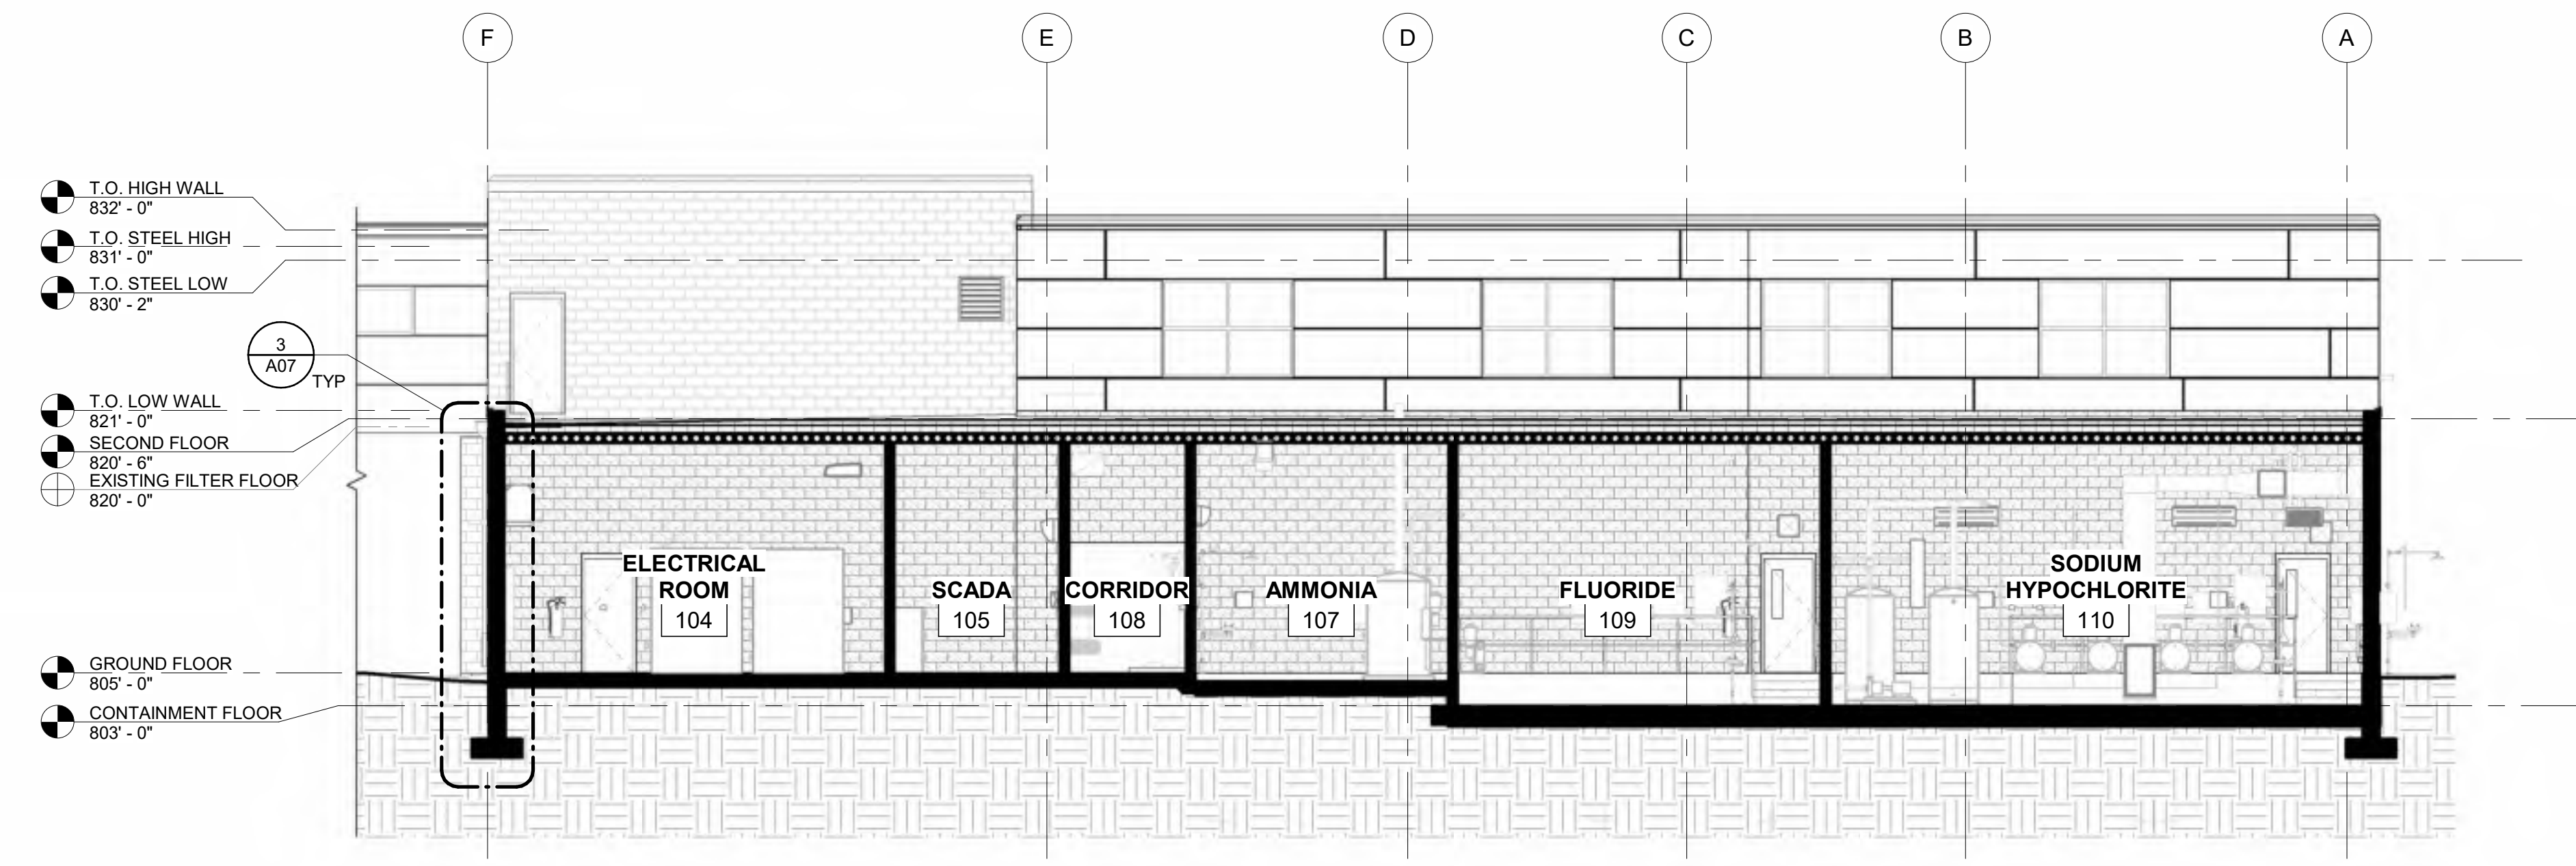 F
E
D
C
B
A
T.O. HIGH WALL
832' - 0"
T.O. STEEL HIGH
831' - 0"
T.O. STEEL LOW
830' - 2"
3
A07
TYP
T.O. LOW WALL
821' - 0"
SECOND FLOOR
820' - 6"
EXISTING FILTER FLOOR
820' - 0"
GROUND FLOOR
805' - 0"
CONTAINMENT FLOOR
803' - 0"
ELECTRICAL
ROOM
104
SCADA
105
CORRIDOR
108
AMMONIA
107
FLUORIDE
109
SODIUM
HYPOCHLORITE
110